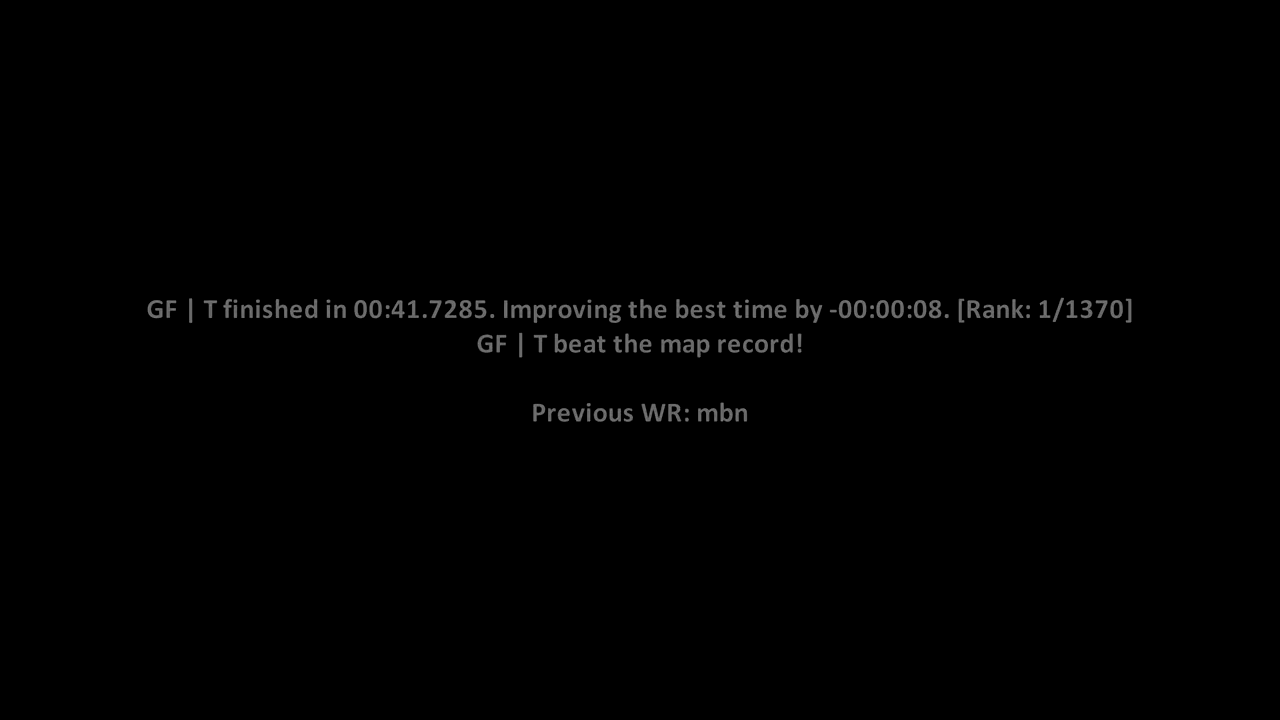 GF | T finished in 00:41.7285. Improving the best time by -00:00:08. [Rank: 1/1370]
GF | T beat the map record!
Previous WR: mbn